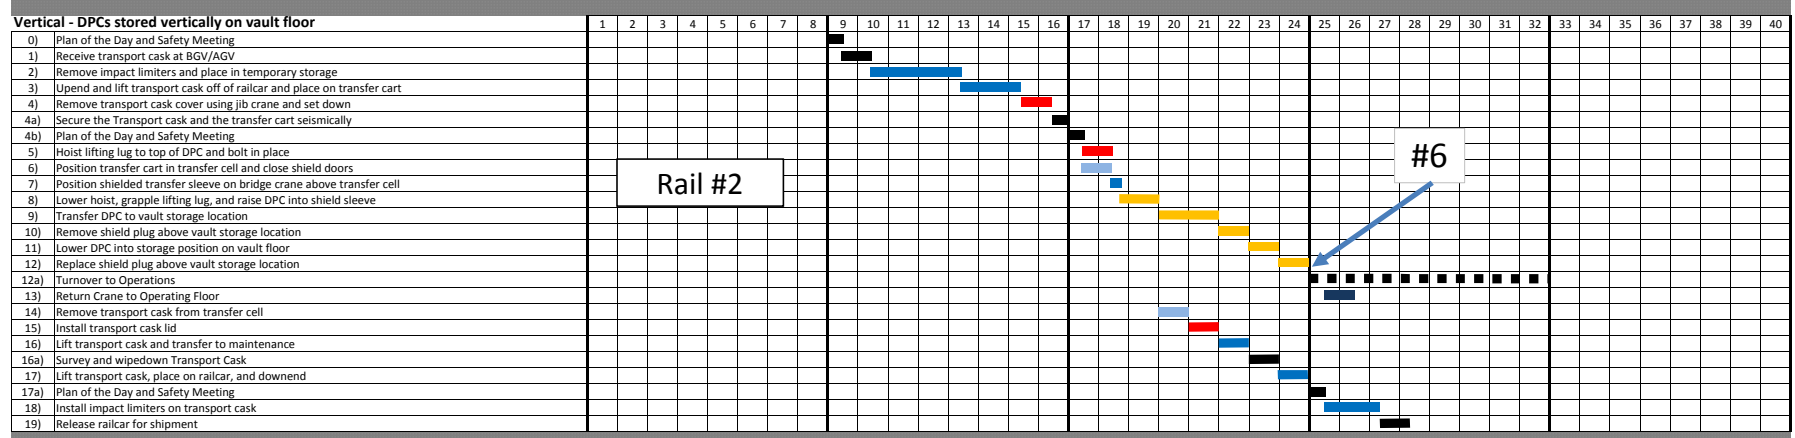 Vertical - DPCs stored vertically on vault floor 1 2 3 4 5 6 7 8 9 10 11 12 13 14 15 16 17 18 19 20 21 22 23 24 25 26 27 28 29 30 31 32 33 34 35 36 37 38 39 40
0) Plan of the Day and Safety Meeting
1) Receive transport cask at BGV/AGV
2) Remove impact limiters and place in temporary storage
3) Upend and lift transport cask off of railcar and place on transfer cart
4) Remove transport cask cover using jib crane and set down
4a) Secure the Transport cask and the transfer cart seismically
4b) Plan of the Day and Safety Meeting
5) Hoist lifting lug to top of DPC and bolt in place
#6
6) Position transfer cart in transfer cell and close shield doors
7) Position shielded transfer sleeve on bridge crane above transfer cell
Rail #2
8) Lower hoist, grapple lifting lug, and raise DPC into shield sleeve
9) Transfer DPC to vault storage location
10) Remove shield plug above vault storage location
11) Lower DPC into storage position on vault floor
12) Replace shield plug above vault storage location
12a) Turnover to Operations
13) Return Crane to Operating Floor
14) Remove transport cask from transfer cell
15) Install transport cask lid
16) Lift transport cask and transfer to maintenance
16a) Survey and wipedown Transport Cask
17) Lift transport cask, place on railcar, and downend
17a) Plan of the Day and Safety Meeting
18) Install impact limiters on transport cask
19) Release railcar for shipment